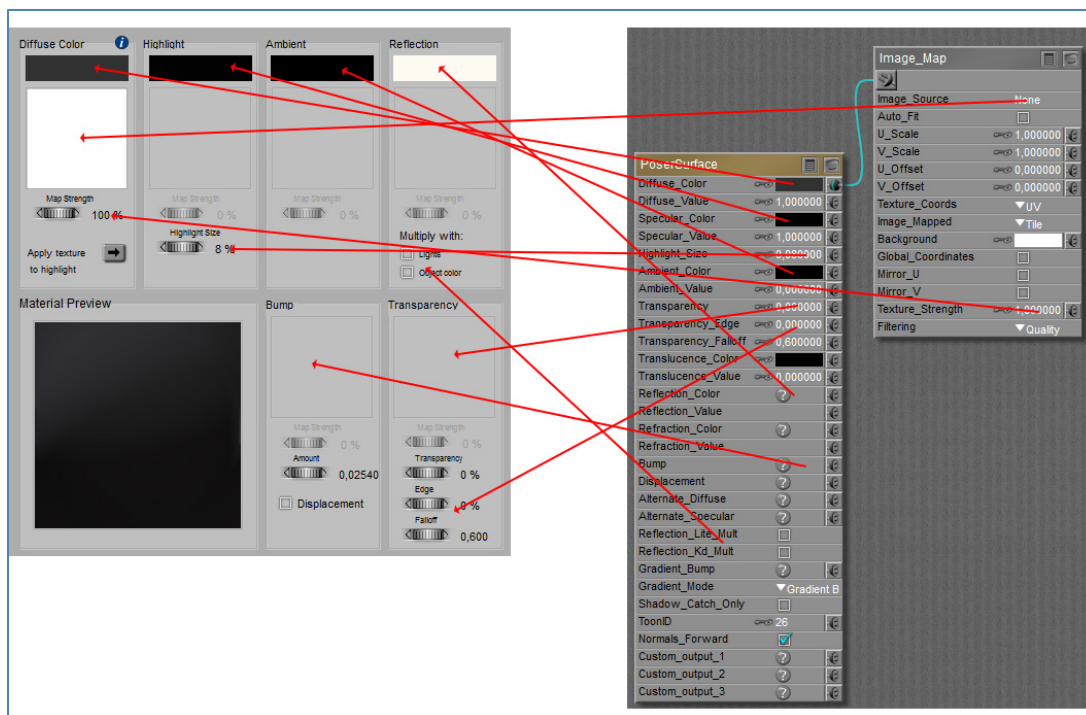 Diffuse Color
Highlight
Ambient
Reflection
Map Strength
100 %
Map Strength
0 %
Map Strength
0 %
Map Strength
0 %
Highlight Size
8 %
Apply texture
to highlight
Multiply with:
Lights
Object color
Material Preview
Bump
Transparency
Map Strength
0 %
Amount
0,02540
Displacement
Map Strength
0 %
Transparency
0 %
Edge
0 %
Falloff
0,600
PoserSurface
Diffuse_Color
Diffuse_Value 1,000000
Specular_Color
Specular_Value 1,000000
Highlight_Size
Ambient_Color
Ambient_Value 0,000000
Transparency 0,000000
Transparency_Edge 0,000000
Transparency_Falloff 0,600000
Translucence_Color
Translucence_Value 0,000000
Reflection_Color ?
Reflection_Value
Refraction_Color ?
Refraction_Value
Bump ?
Displacement ?
Alternate_Diffuse ?
Alternate_Specular ?
Reflection_Lite_Mult
Reflection_Kd_Mult
Gradient_Bump ?
Gradient_Mode Gradient B
Shadow_Catch_Only
ToonID 26
Normals_Forward
Custom_output_1 ?
Custom_output_2 ?
Custom_output_3 ?
Image_Map
Image_Source None
Auto_Fit
U_Scale 1,000000
V_Scale 1,000000
U_Offset 0,000000
V_Offset 0,000000
Texture_Coords UV
Image_Mapped Tile
Background
Global_Coordinates
Mirror_U
Mirror_V
Texture_Strength 1,000000
Filtering Quality